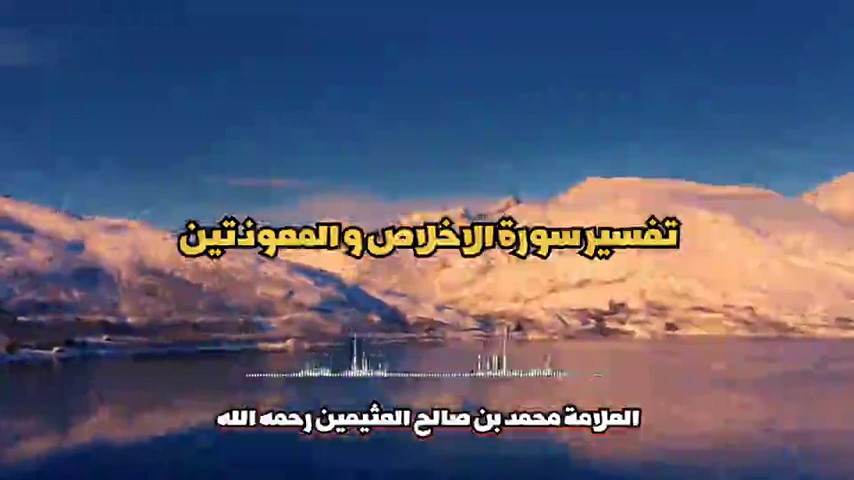 تفسير سورة الاخلاص و المعوذتين
العلامة محمد بن صالح العثيمين رحمه الله